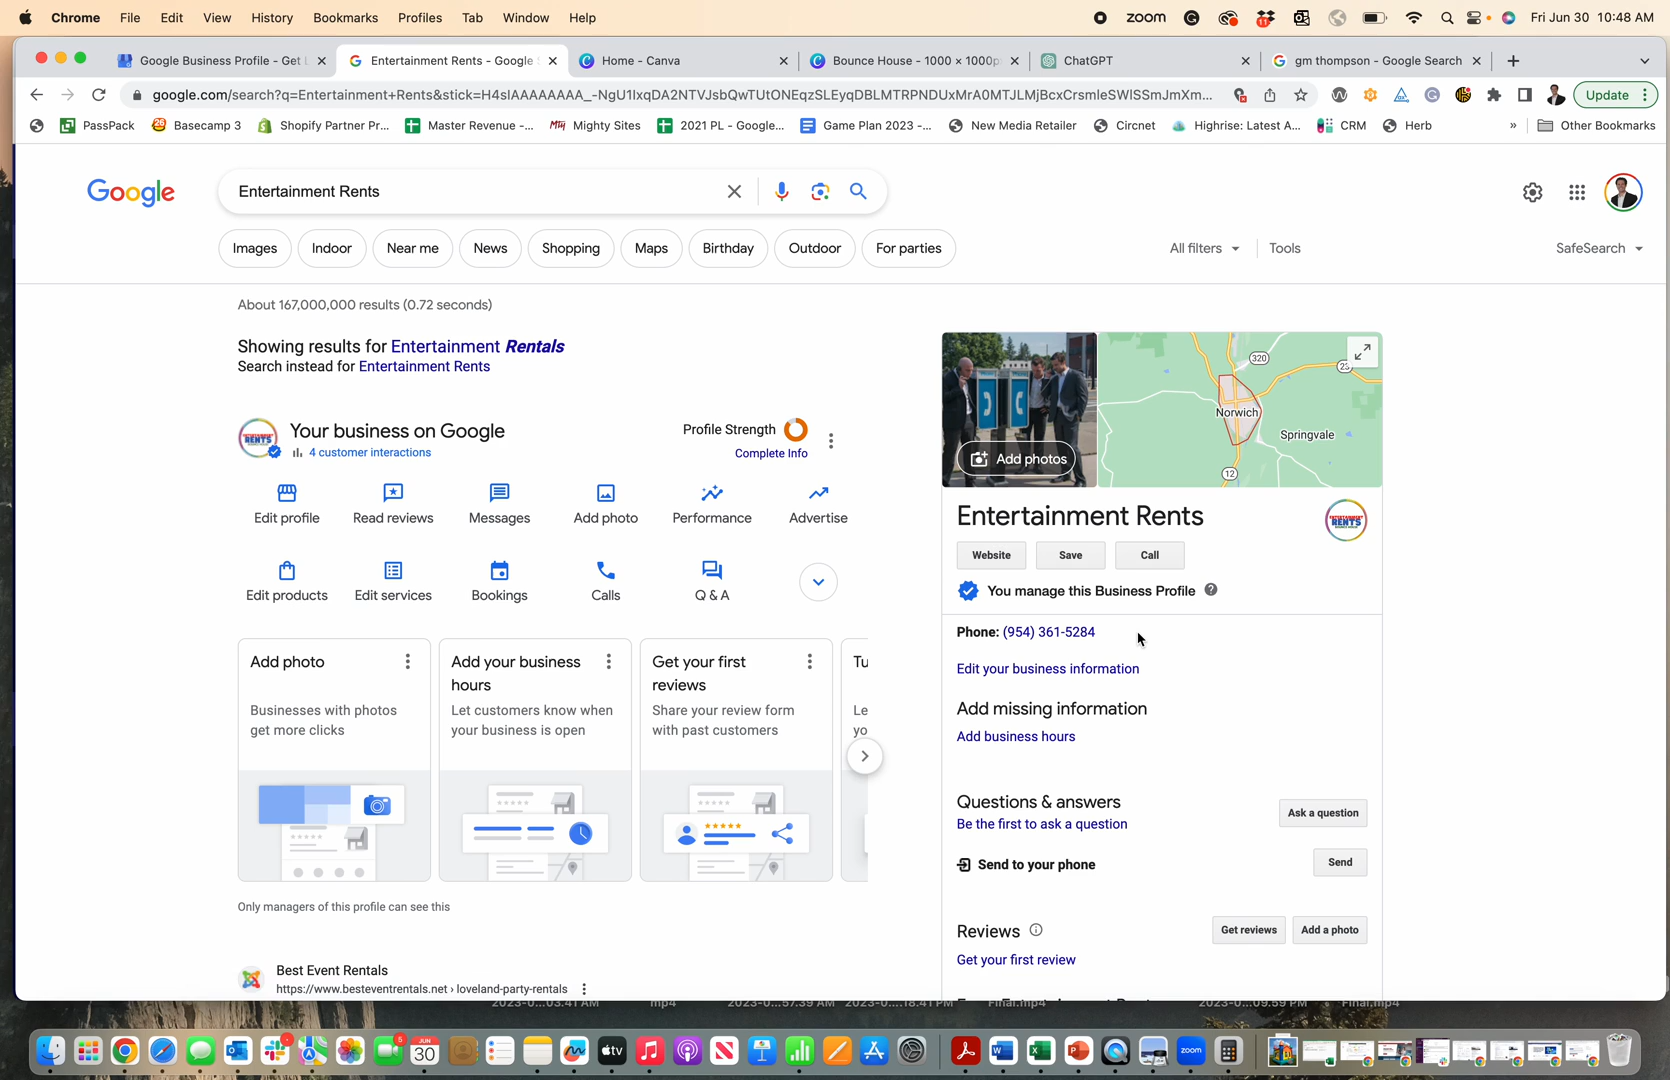 Chrome File Edit View History Bookmarks Profiles Tab Window Help
zoom
Fri Jun 30 10:48 AM
Google Business Profile - Get L
Entertainment Rents - Google S
Home - Canva
Bounce House - 1000 × 1000p
ChatGPT
gm thompson - Google Search
google.com/search?q=Entertainment+Rents&stick=
Update
PassPack
Basecamp 3
Shopify Partner Pr...
Master Revenue -...
Mighty Sites
2021 PL - Google...
Game Plan 2023 -...
New Media Retailer
Circnet
Highrise: Latest A...
CRM
Herb
»
Other Bookmarks
Google
Entertainment Rents
Images
Indoor
Near me
News
Shopping
Maps
Birthday
Outdoor
For parties
All filters
Tools
SafeSearch
About 167,000,000 results (0.72 seconds)
Showing results for Entertainment Rentals
Search instead for Entertainment Rents
Your business on Google
4 customer interactions
Profile Strength
Complete Info
Edit profile
Read reviews
Messages
Add photo
Performance
Advertise
Edit products
Edit services
Bookings
Calls
Q & A
Add photo
Businesses with photos
get more clicks
Add your business
hours
Let customers know when
your business is open
Get your first
reviews
Share your review form
with past customers
Tu
Le
yo
Only managers of this profile can see this
Best Event Rentals
https://www.besteventrentals.net › loveland-party-rentals
Add photos
320
23
Norwich
Springvale
12
Entertainment Rents
ENTERTAINMENT
RENTS
Website
Save
Call
You manage this Business Profile
Phone: (954) 361-5284
Edit your business information
Add missing information
Add business hours
Questions & answers
Be the first to ask a question
Ask a question
Send to your phone
Send
Reviews
Get reviews
Add a photo
Get your first review
JUN
30
tv
zoom